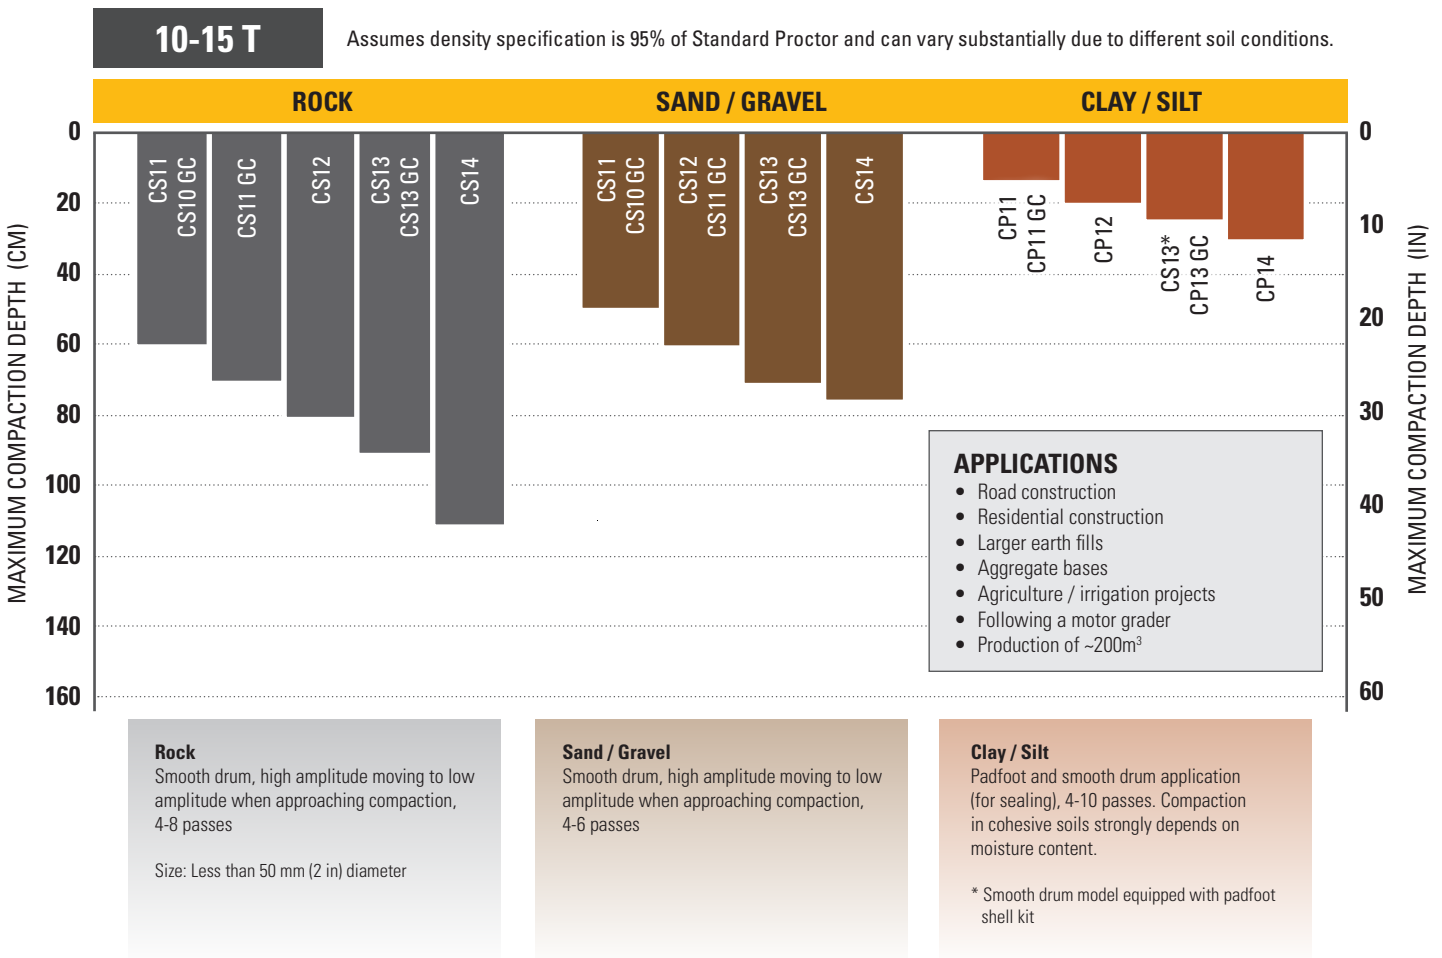 10-15 T
Assumes density specification is 95% of Standard Proctor and can vary substantially due to different soil conditions.
ROCK
SAND / GRAVEL
CLAY / SILT
MAXIMUM COMPACTION DEPTH (CM)
0
20
40
60
80
100
120
140
160
CS11
CS10 GC
CS11 GC
CS12
CS13
CS13 GC
CS14
CS11
CS10 GC
CS12
CS11 GC
CS13
CS13 GC
CS14
CP11
CP11 GC
CP12
CS13*
CP13 GC
CP14
0
10
20
30
40
50
60
MAXIMUM COMPACTION DEPTH (IN)
APPLICATIONS
• Road construction
• Residential construction
• Larger earth fills
• Aggregate bases
• Agriculture / irrigation projects
• Following a motor grader
• Production of ~200m³
Rock
Smooth drum, high amplitude moving to low
amplitude when approaching compaction,
4-8 passes
Size: Less than 50 mm (2 in) diameter
Sand / Gravel
Smooth drum, high amplitude moving to low
amplitude when approaching compaction,
4-6 passes
Clay / Silt
Padfoot and smooth drum application
(for sealing), 4-10 passes. Compaction
in cohesive soils strongly depends on
moisture content.
* Smooth drum model equipped with padfoot
shell kit